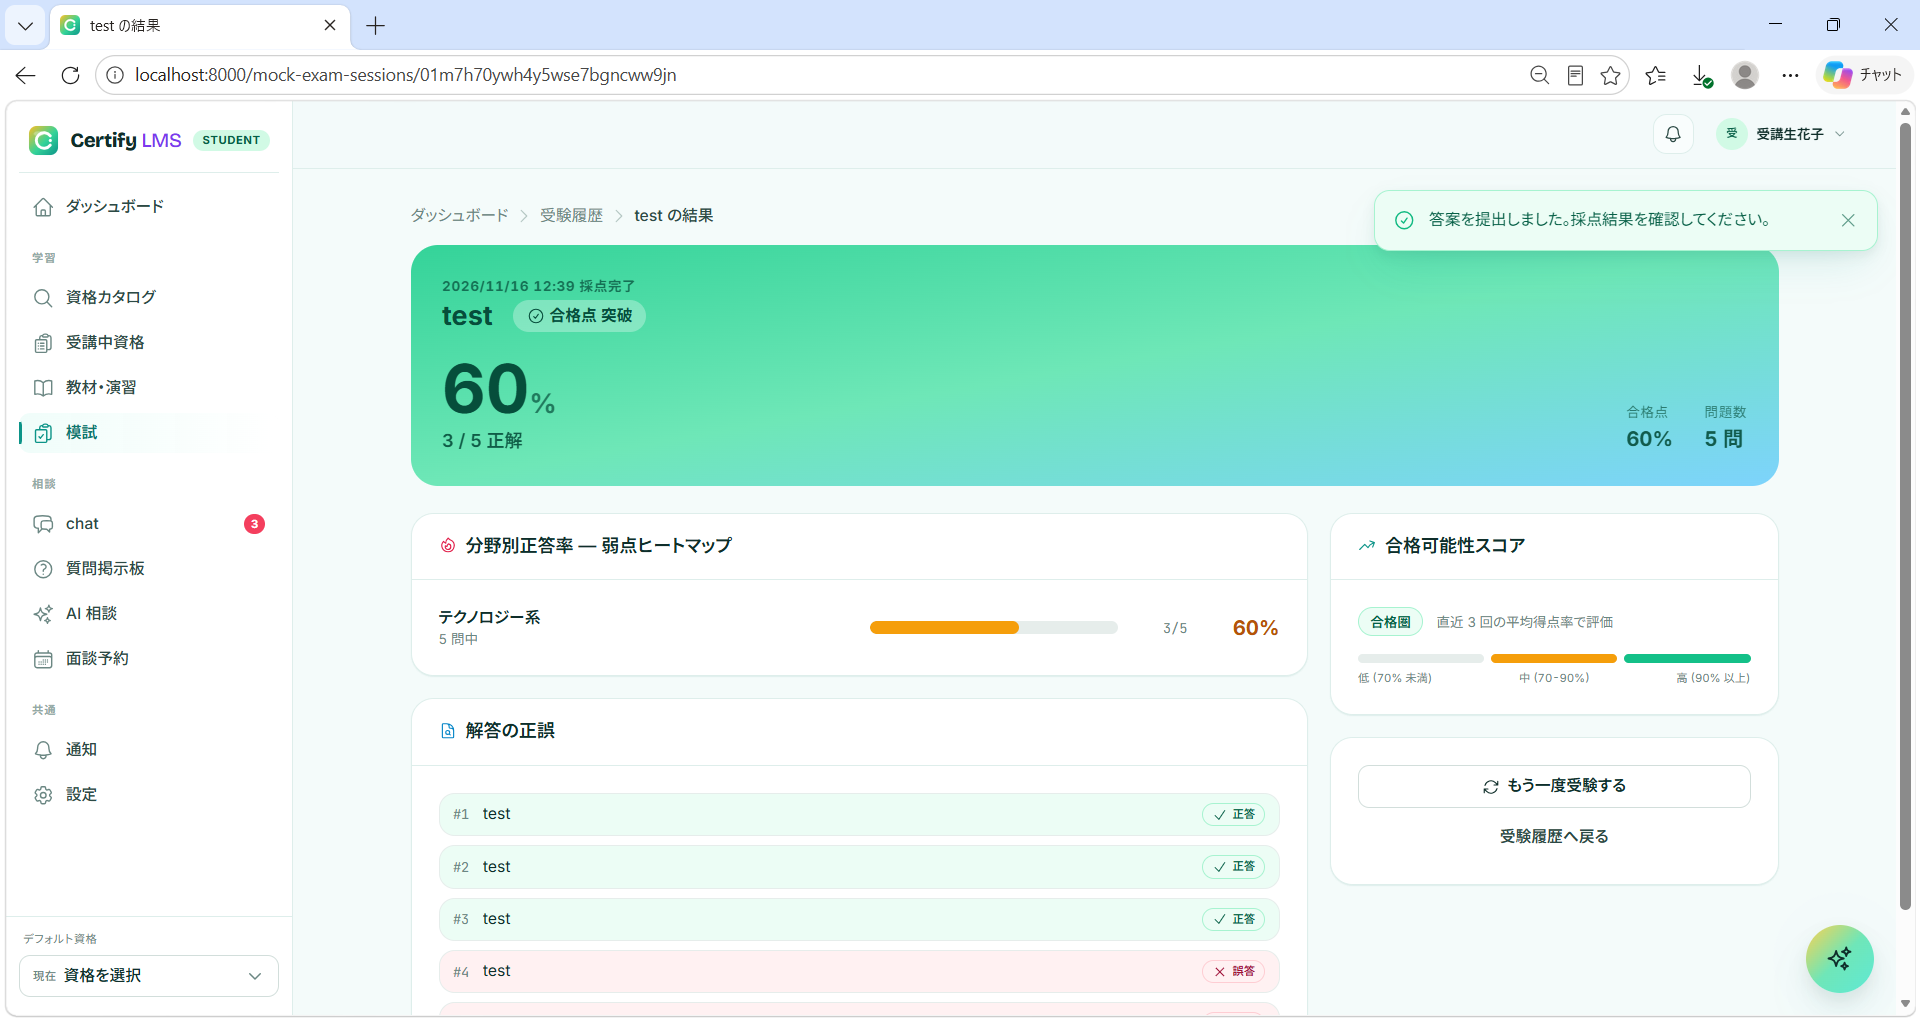 test の結果
localhost:8000/mock-exam-sessions/01m7h70ywh4y5wse7bgncww9jn
チャット
Certify LMS STUDENT
受 受講生花子
ダッシュボード
学習
資格カタログ
受講中資格
教材・演習
模試
相談
chat 3
質問掲示板
AI 相談
面談予約
共通
通知
設定
デフォルト資格
現在 資格を選択
ダッシュボード 受験履歴 test の結果
答案を提出しました。採点結果を確認してください。
2026/11/16 12:39 採点完了
test 合格点 突破
60%
3 / 5 正解
合格点 問題数
60% 5 問
分野別正答率 — 弱点ヒートマップ
テクノロジー系
5 問中
3/5 60%
解答の正誤
#1 test 正答
#2 test 正答
#3 test 正答
#4 test 誤答
合格可能性スコア
合格圏 直近 3 回の平均得点率で評価
低 (70% 未満) 中 (70-90%) 高 (90% 以上)
もう一度受験する
受験履歴へ戻る